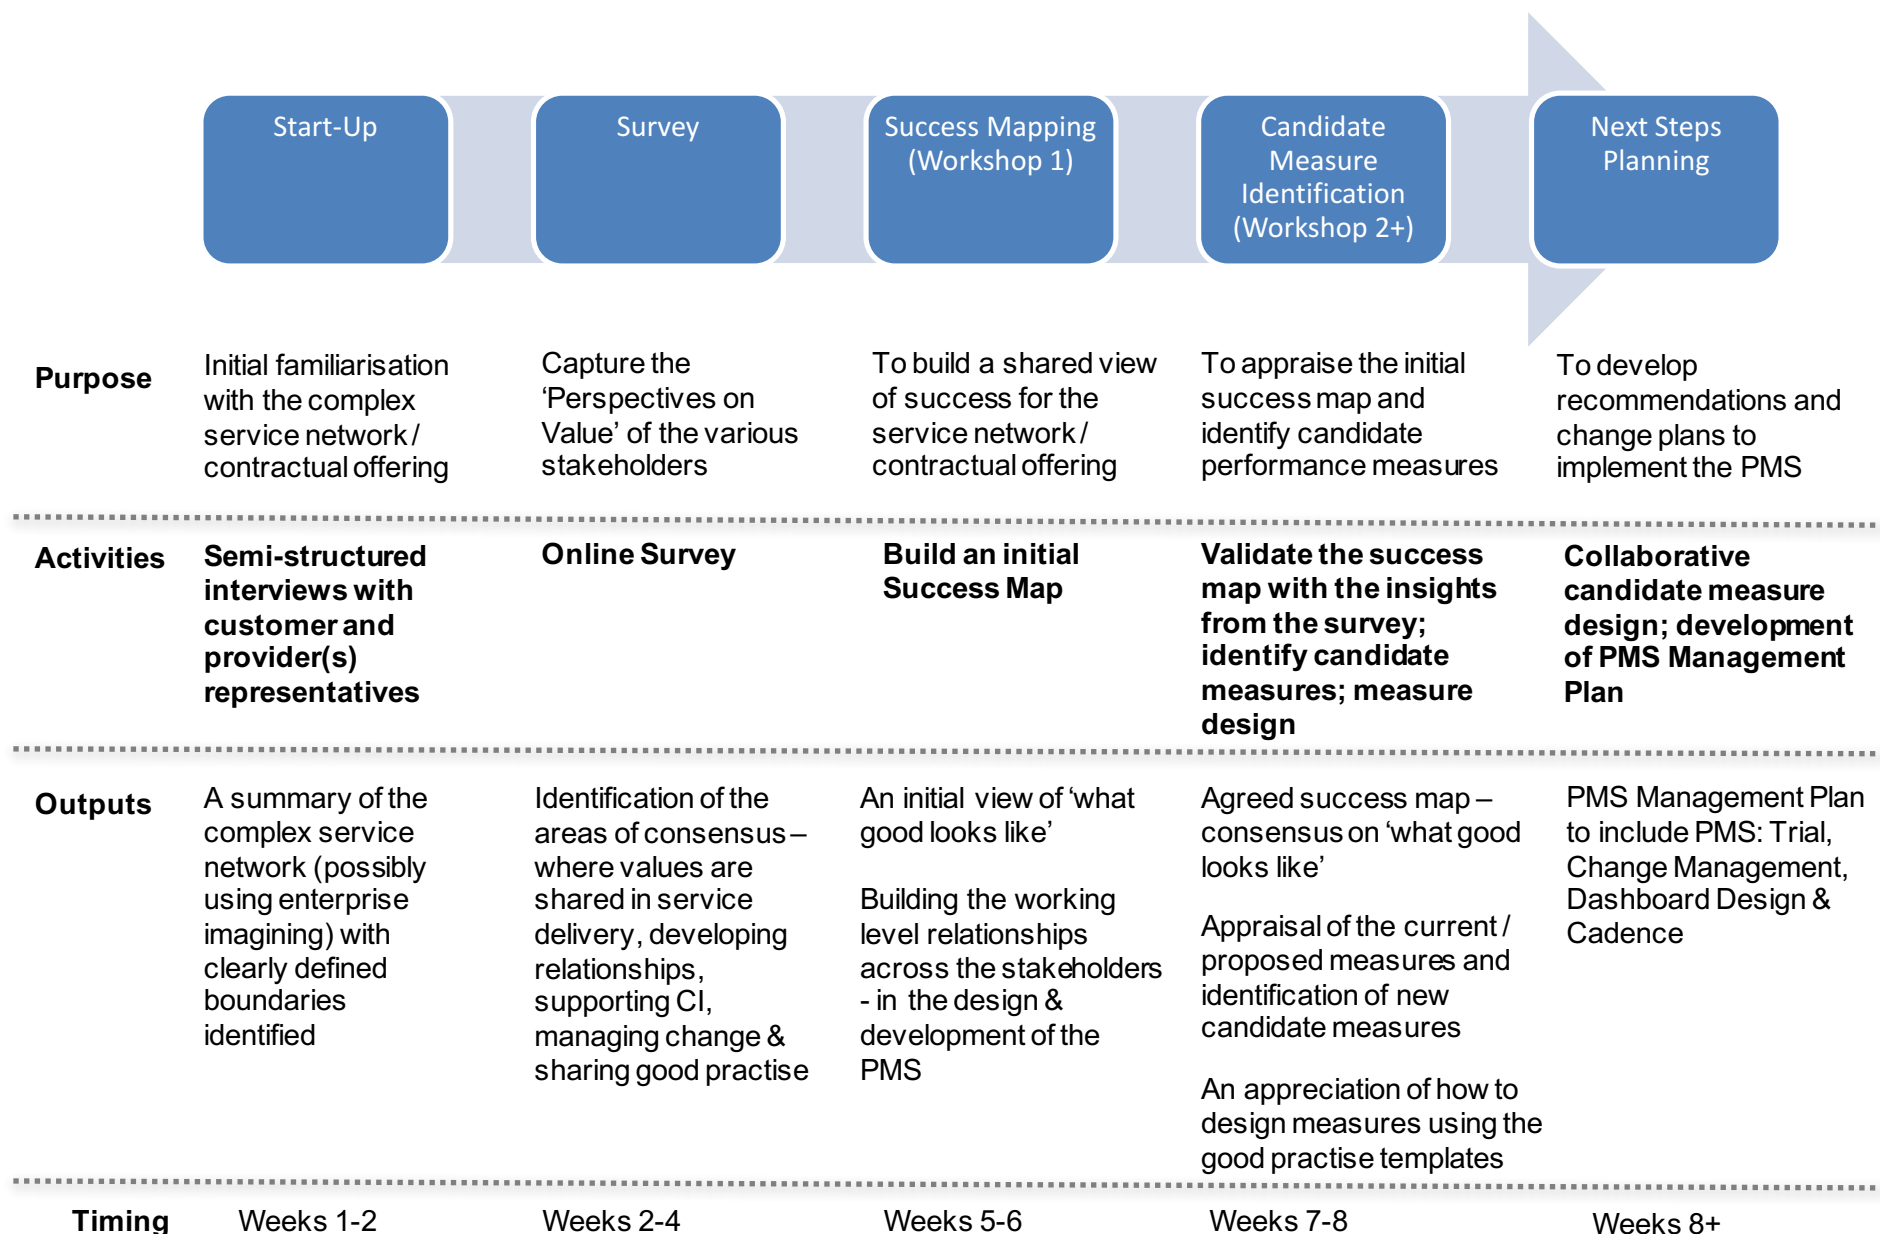 Start-Up
Survey
Success Mapping
(Workshop 1)
Candidate
Measure
Identification
(Workshop 2+)
Next Steps
Planning
Purpose
Initial familiarisation
with the complex
service network /
contractual offering
Capture the
‘Perspectives on
Value’ of the various
stakeholders
To build a shared view
of success for the
service network /
contractual offering
To appraise the initial
success map and
identify candidate
performance measures
To develop
recommendations and
change plans to
implement the PMS
Activities
Semi-structured
interviews with
customer and
provider(s)
representatives
Online Survey
Build an initial
Success Map
Validate the success
map with the insights
from the survey;
identify candidate
measures; measure
design
Collaborative
candidate measure
design; development
of PMS Management
Plan
Outputs
A summary of the
complex service
network (possibly
using enterprise
imagining) with
clearly defined
boundaries
identified
Identification of the
areas of consensus –
where values are
shared in service
delivery, developing
relationships,
supporting CI,
managing change &
sharing good practise
An initial view of ‘what
good looks like’
Building the working
level relationships
across the stakeholders
- in the design &
development of the
PMS
Agreed success map –
consensus on ‘what good
looks like’
Appraisal of the current /
proposed measures and
identification of new
candidate measures
An appreciation of how to
design measures using the
good practise templates
PMS Management Plan
to include PMS: Trial,
Change Management,
Dashboard Design &
Cadence
Timing
Weeks 1-2
Weeks 2-4
Weeks 5-6
Weeks 7-8
Weeks 8+